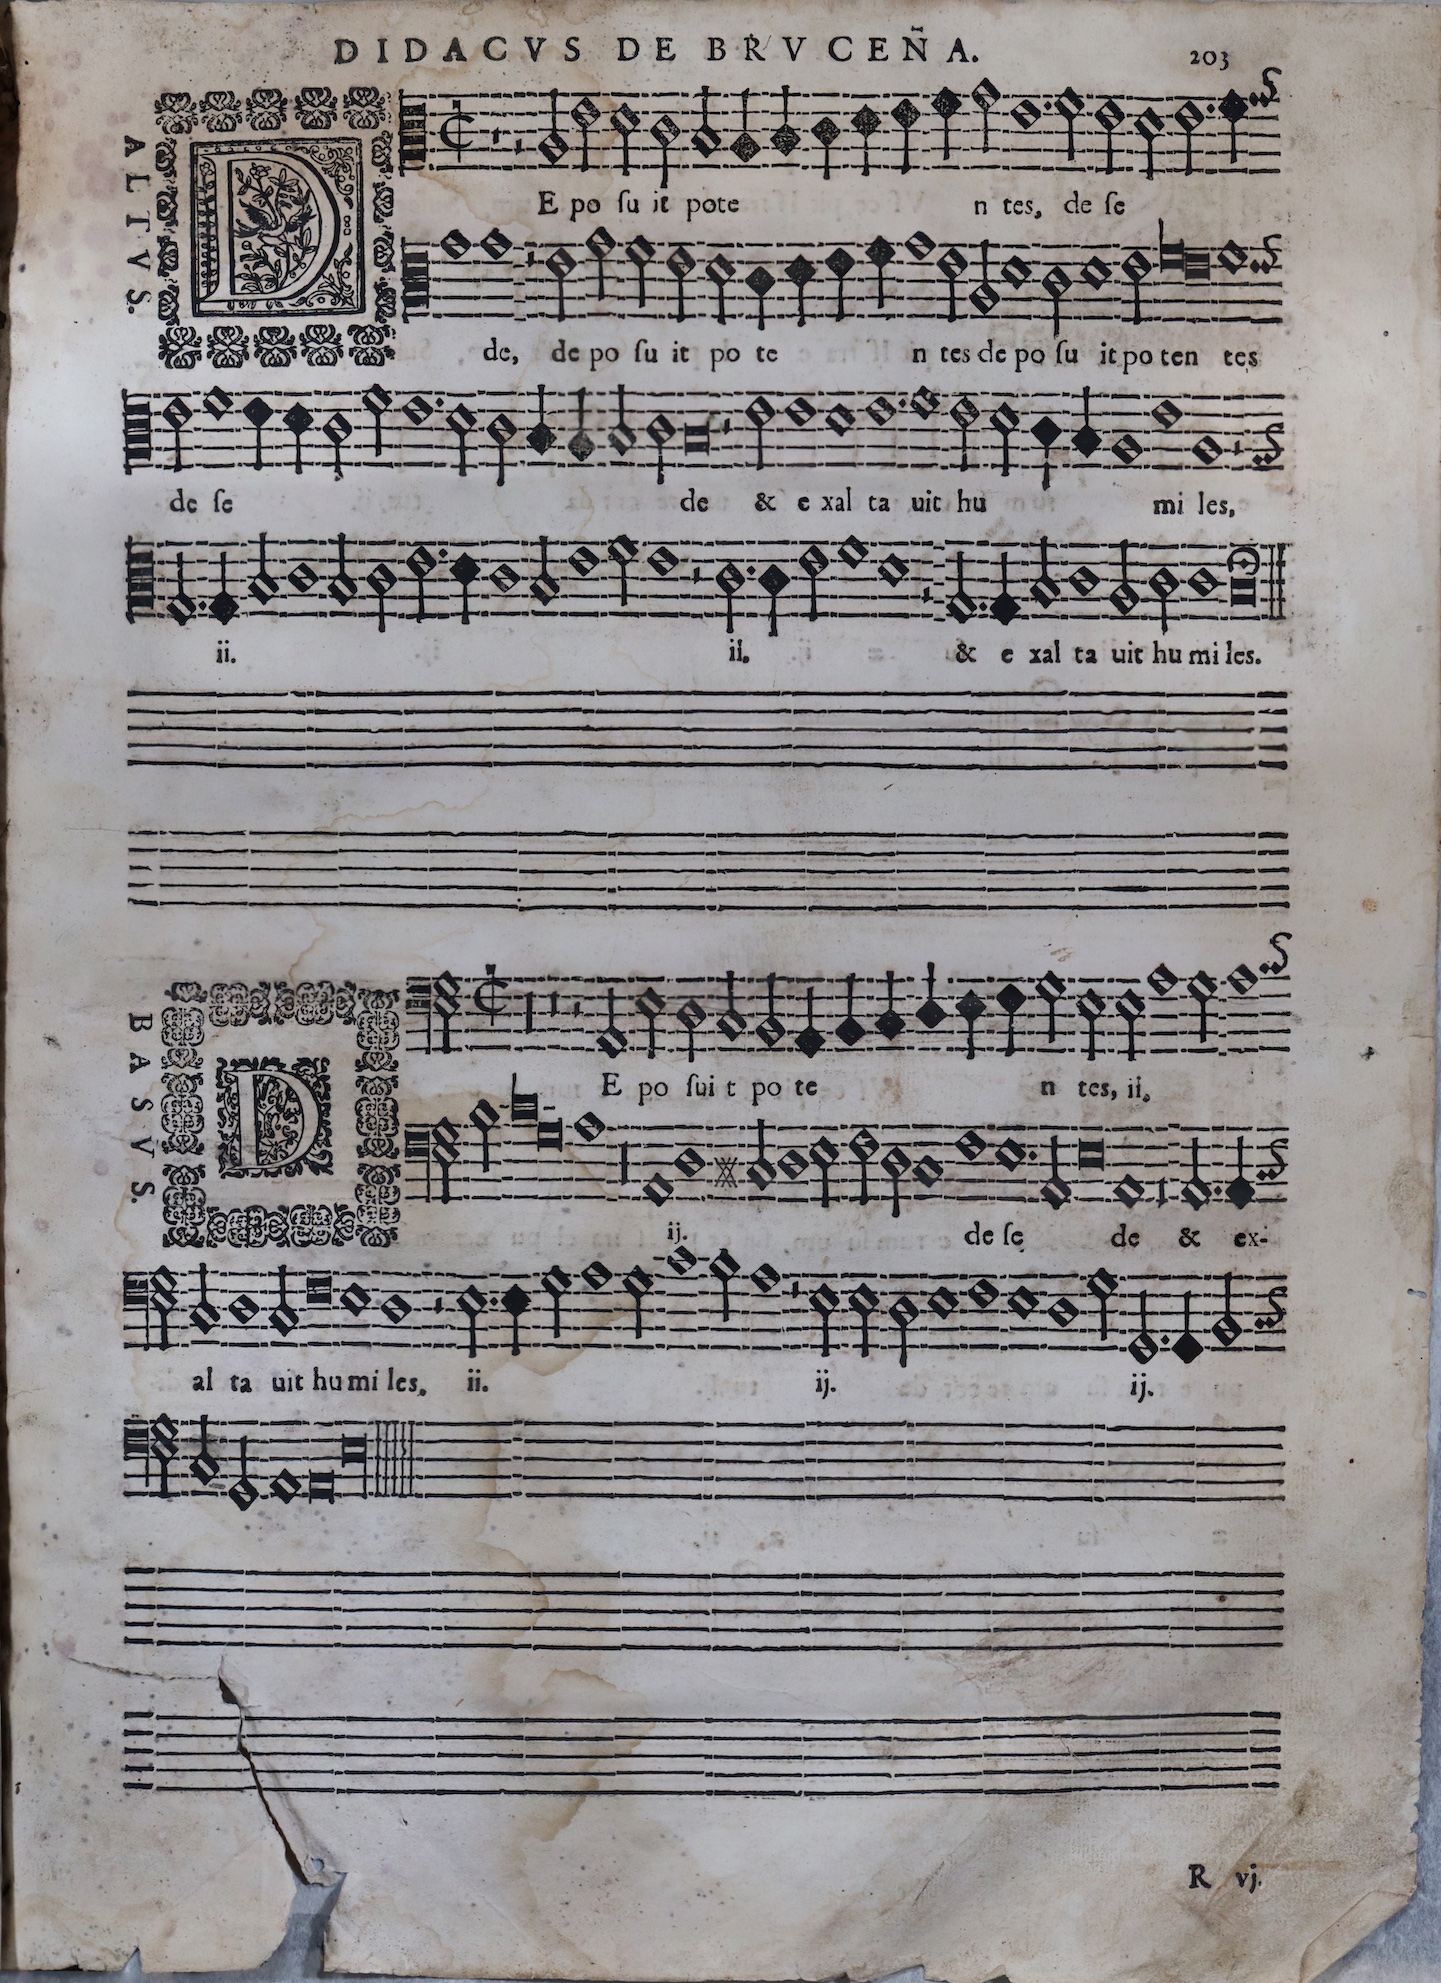 DIDACVS DE BRVCEÑA.
203
ALTVS.
D
E po ſu it pote n tes, de ſe
de, de po ſu it po te n tes de po ſu it po ten tes
de ſe de & e xal ta uit hu mi les,
ii. ii. & e xal ta uit hu mi les.
BASVS.
D
E po ſui t po te n tes, ii.
ij. de ſe de & ex-
al ta uit hu mi les, ii. ij. ij.
R vj.